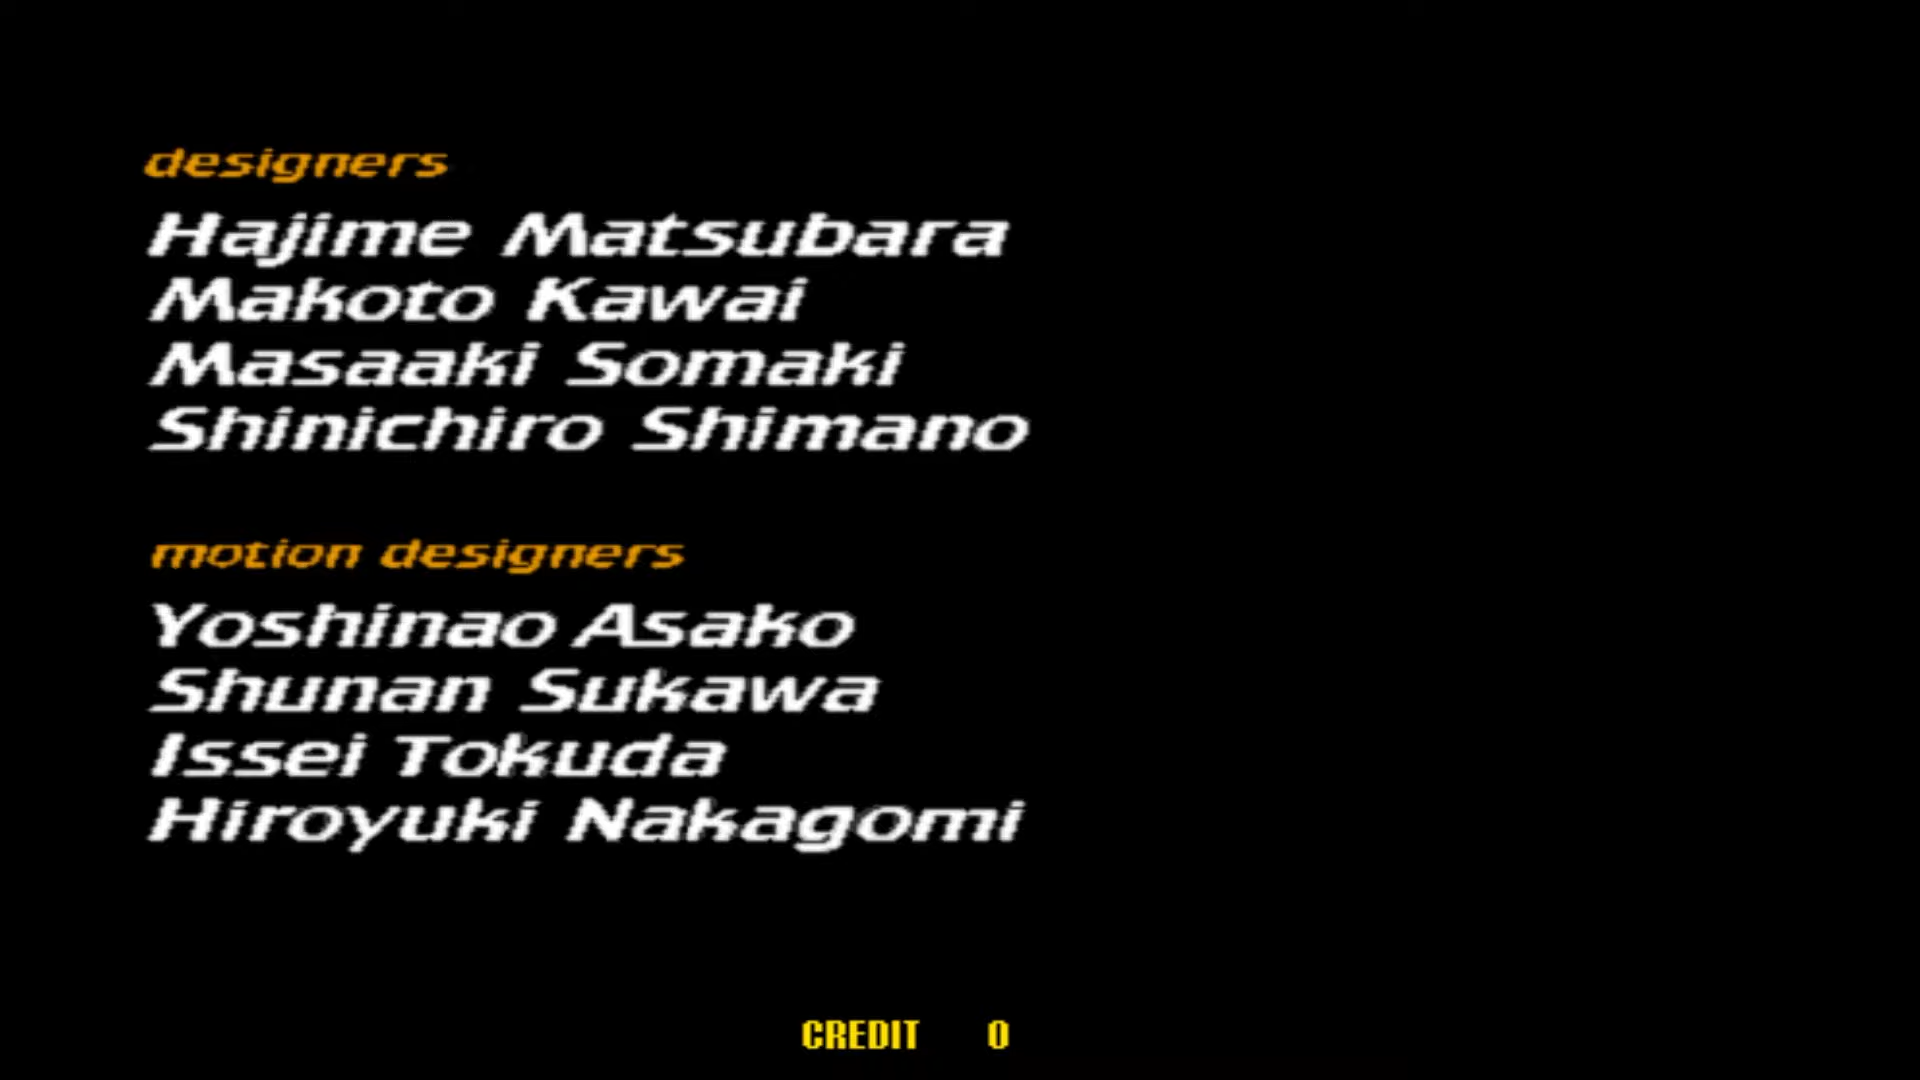 designers
Hajime Matsubara
Makoto Kawai
Masaaki Somaki
Shinichiro Shimano
motion designers
Yoshinao Asako
Shunan Sukawa
Issei Tokuda
Hiroyuki Nakagomi
CREDIT 0